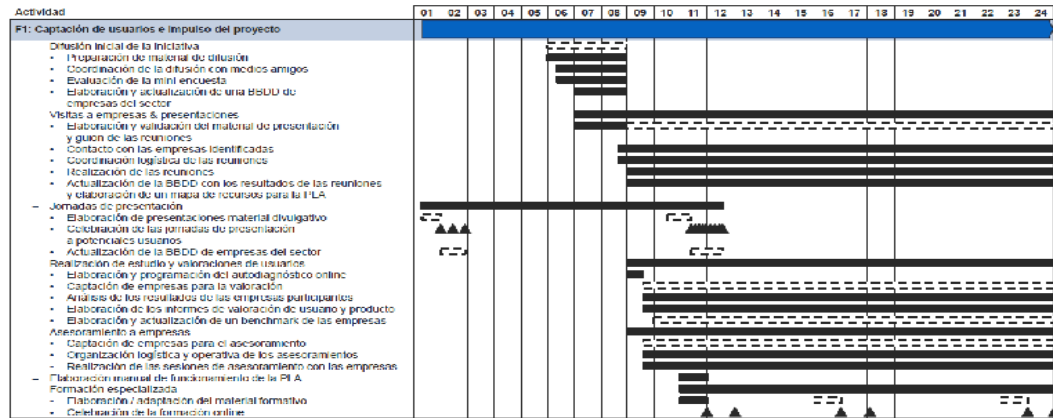 Actividad 01 02 03 04 05 06 07 08 09 10 11 12 13 14 15 16 17 18 19 20 21 22 23 24
F1: Captación de usuarios e impulso del proyecto
Difusión inicial de la iniciativa
• Preparación de material de difusión
• Coordinación de la difusión con medios amigos
• Evaluación de la mini encuesta
• Elaboración y actualización de una BBDD de
empresas del sector
Visitas a empresas & presentaciones
• Elaboración y validación del material de presentación
y guion de las reuniones
• Contacto con las empresas identificadas
• Coordinación logística de las reuniones
• Realización de las reuniones
• Actualización de la BBDD con los resultados de las reuniones
y elaboración de un mapa de recursos para la PLA
– Jornadas de presentación
• Elaboración de presentaciones material divulgativo
• Celebración de las jornadas de presentación
a potenciales usuarios
• Actualización de la BBDD de empresas del sector
Realización de estudio y valoraciones de usuarios
• Elaboración y programación del autodiagnóstico online
• Captación de empresas para la valoración
• Análisis de los resultados de las empresas participantes
• Elaboración de los informes de valoración de usuario y producto
• Elaboración y actualización de un benchmark de las empresas
Asesoramiento a empresas
• Captación de empresas para el asesoramiento
• Organización logística y operativa de los asesoramientos
• Realización de las sesiones de asesoramiento con las empresas
– Elaboración manual de funcionamiento de la PLA
Formación especializada
• Elaboración / adaptación del material formativo
• Celebración de la formación online